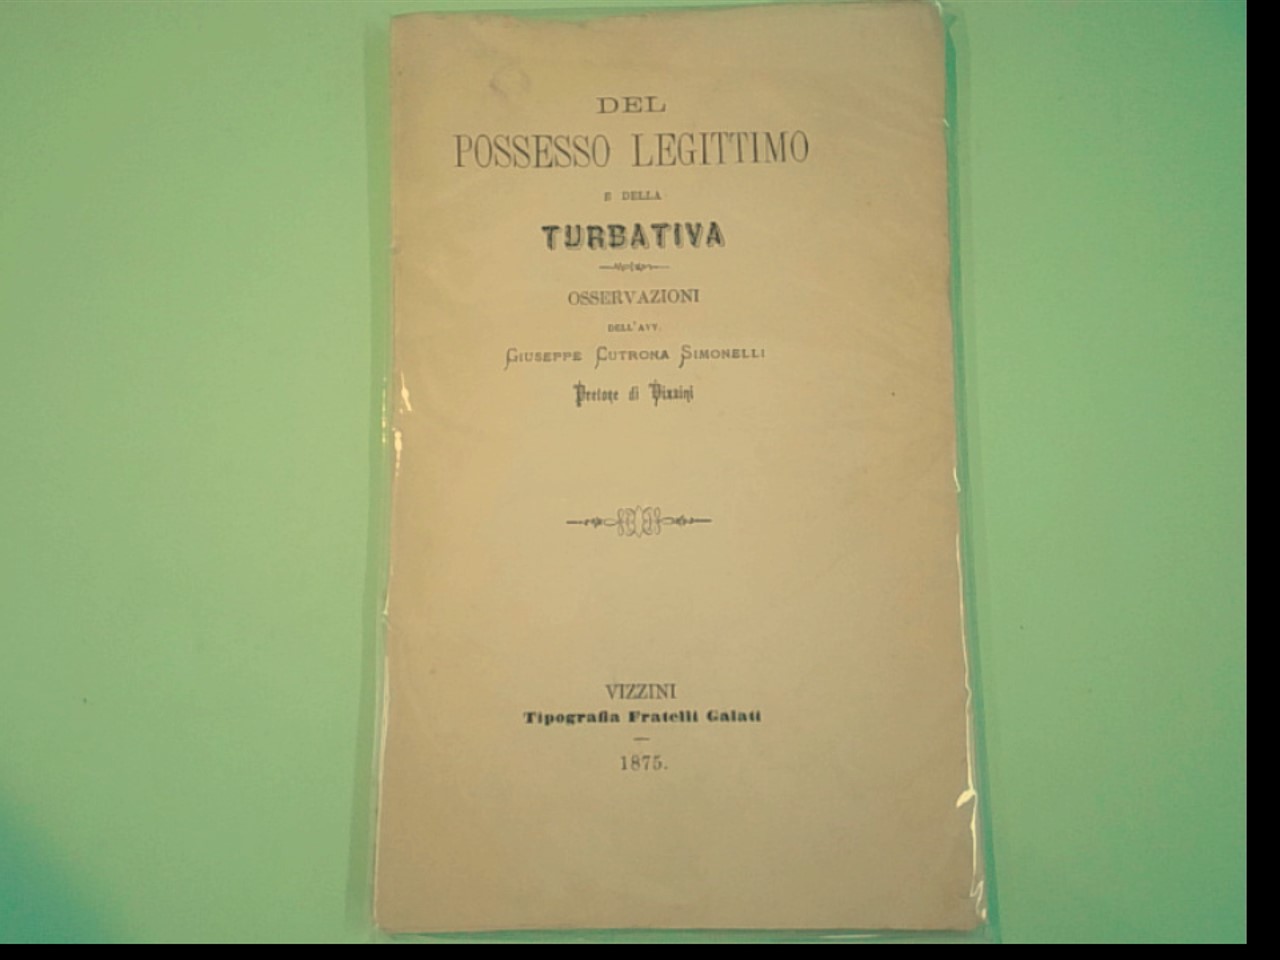 DEL
POSSESSO LEGITTIMO
E DELLA
TURBATIVA
OSSERVAZIONI
DELL'AVV.
GIUSEPPE CUTRONA SIMONELLI
Pretore di Vizzini
VIZZINI
Tipografia Fratelli Galati
1875.